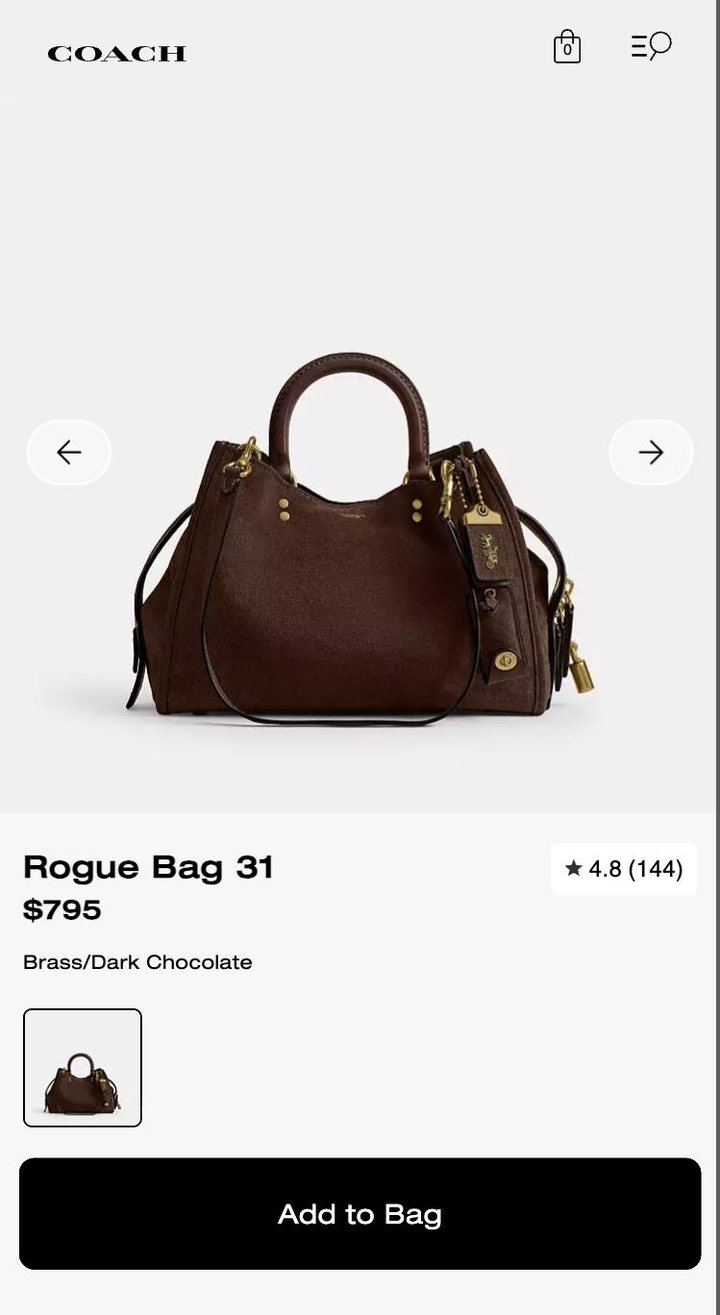 COACH
0
Rogue Bag 31
★ 4.8 (144)
$795
Brass/Dark Chocolate
Add to Bag